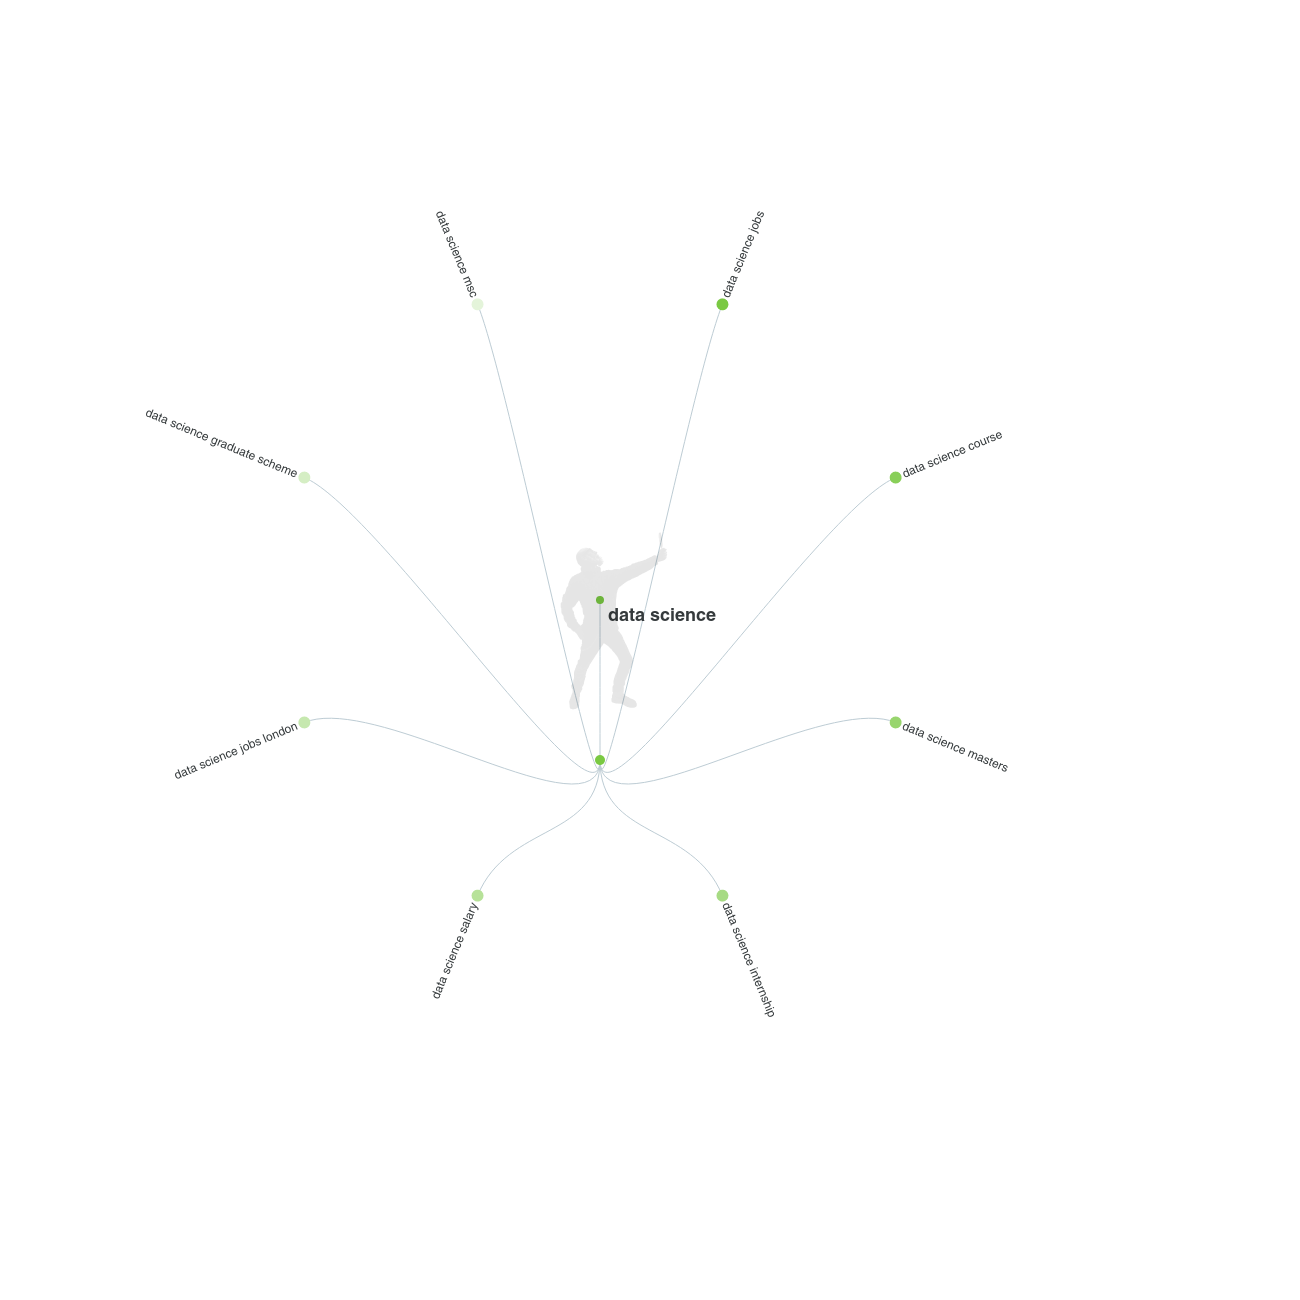 data science msc
data science jobs
data science graduate scheme
data science course
data science
data science jobs london
data science masters
data science salary
data science internship